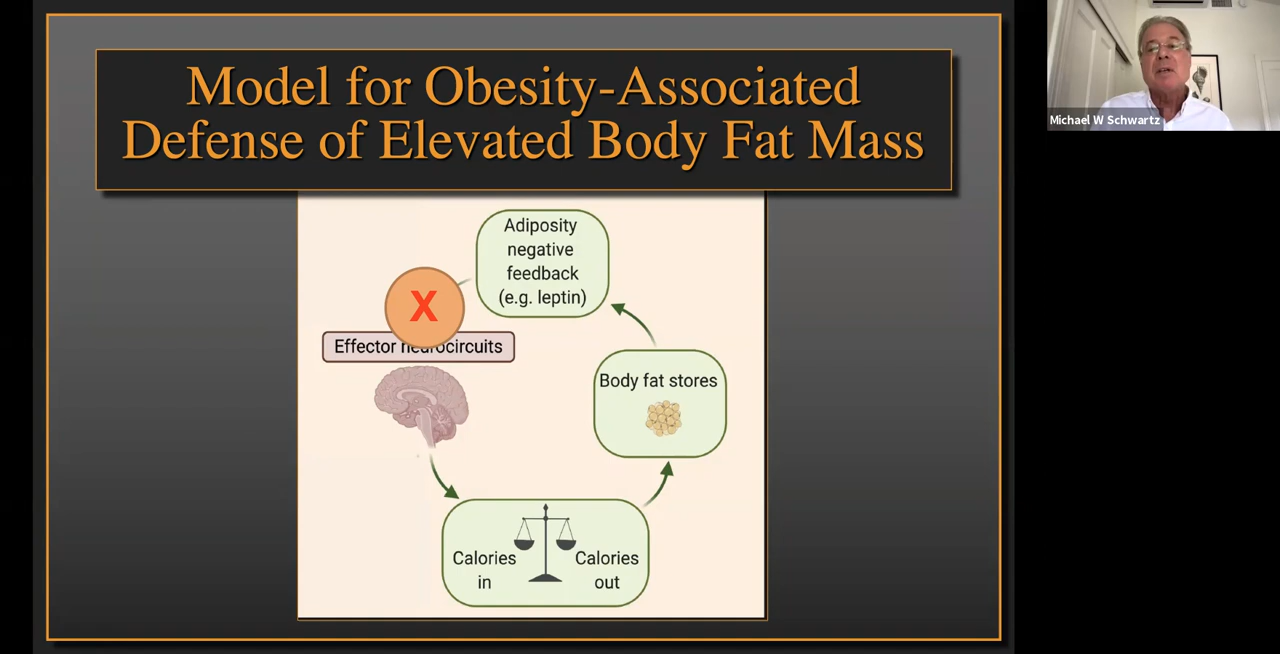 Model for Obesity-Associated
Defense of Elevated Body Fat Mass
Adiposity
negative
feedback
(e.g. leptin)
X
Effector neurocircuits
Body fat stores
Calories
in
Calories
out
Michael W Schwartz